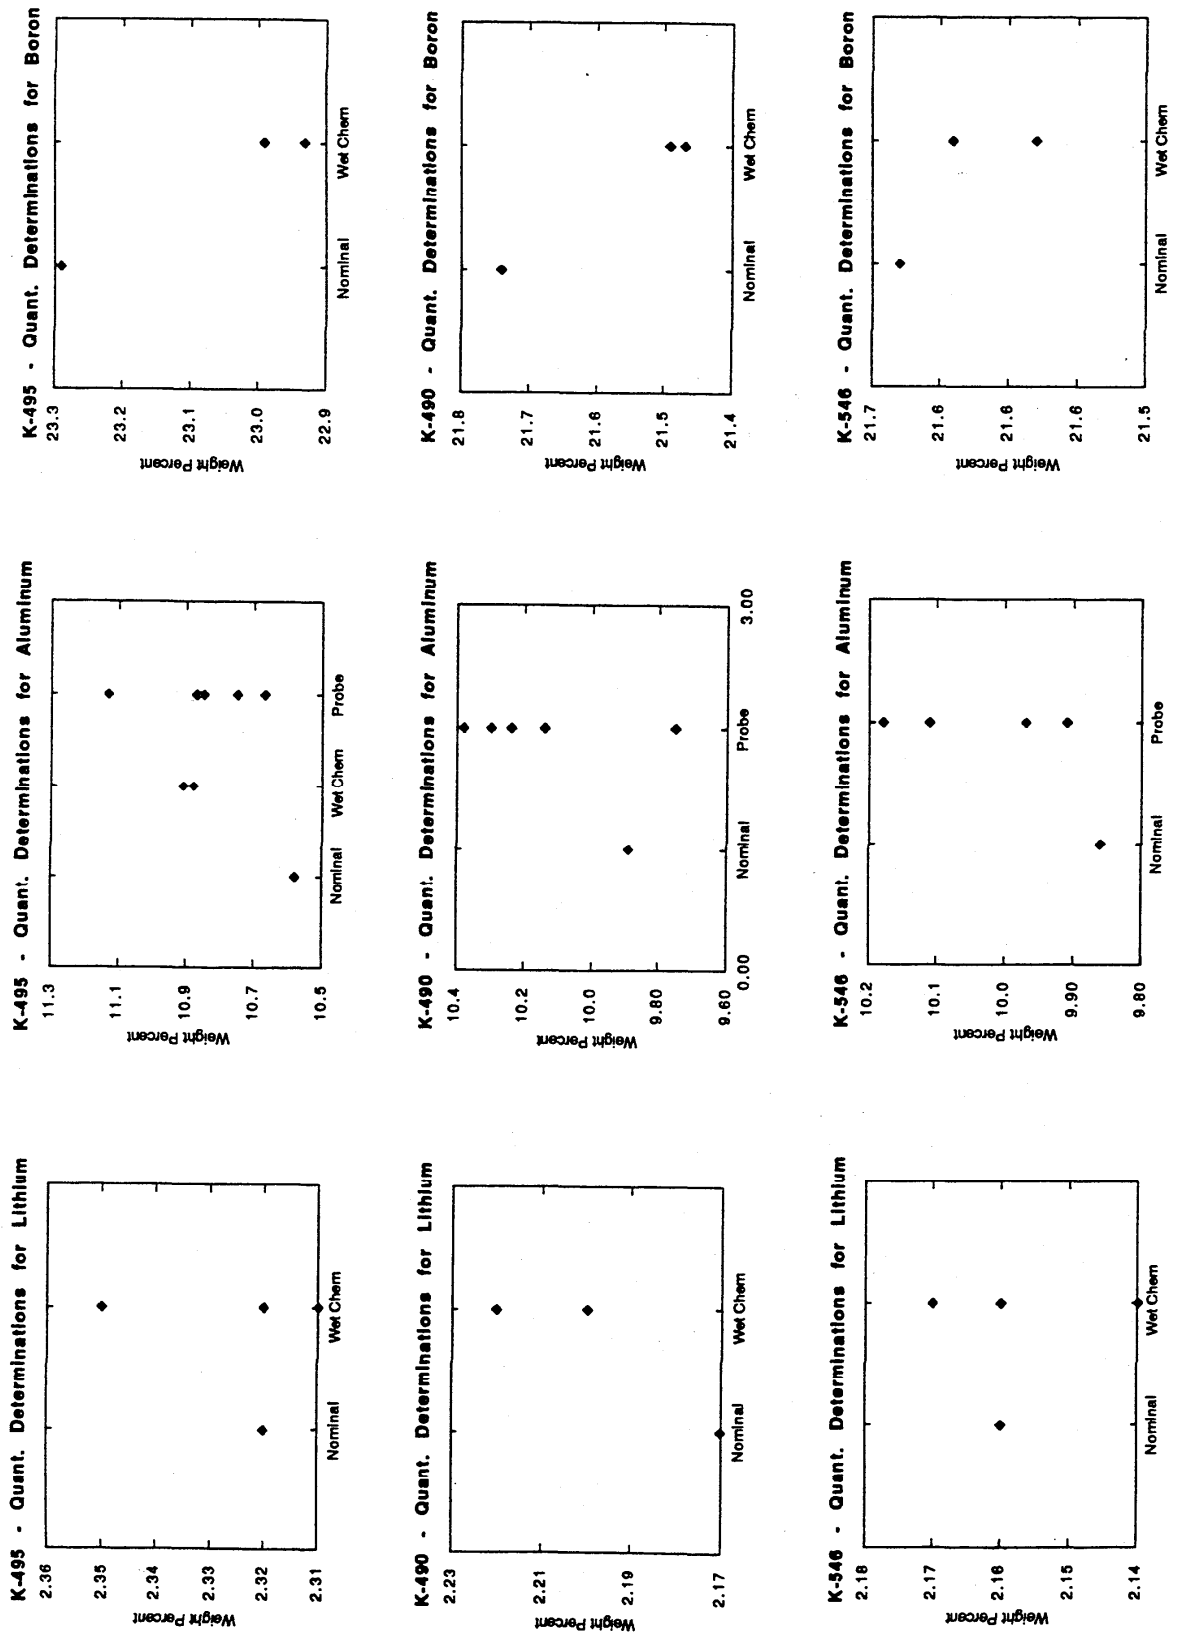 K-495 - Quant. Determinations for Lithium
Weight Percent
2.36
2.35
2.34
2.33
2.32
2.31
Nominal
Wet Chem
K-495 - Quant. Determinations for Aluminum
Weight Percent
11.3
11.1
10.9
10.7
10.5
Nominal
Wet Chem
Probe
K-495 - Quant. Determinations for Boron
Weight Percent
23.3
23.2
23.1
23.0
22.9
Nominal
Wet Chem
K-490 - Quant. Determinations for Lithium
Weight Percent
2.23
2.21
2.19
2.17
Nominal
Wet Chem
K-490 - Quant. Determinations for Aluminum
Weight Percent
10.4
10.2
10.0
9.80
9.60
0.00
Nominal
Probe
3.00
K-490 - Quant. Determinations for Boron
Weight Percent
21.8
21.7
21.6
21.5
21.4
Nominal
Wet Chem
K-546 - Quant. Determinations for Lithium
Weight Percent
2.18
2.17
2.16
2.15
2.14
Nominal
Wet Chem
K-546 - Quant. Determinations for Aluminum
Weight Percent
10.2
10.1
10.0
9.90
9.80
Nominal
Probe
K-546 - Quant. Determinations for Boron
Weight Percent
21.7
21.6
21.6
21.6
21.5
Nominal
Wet Chem